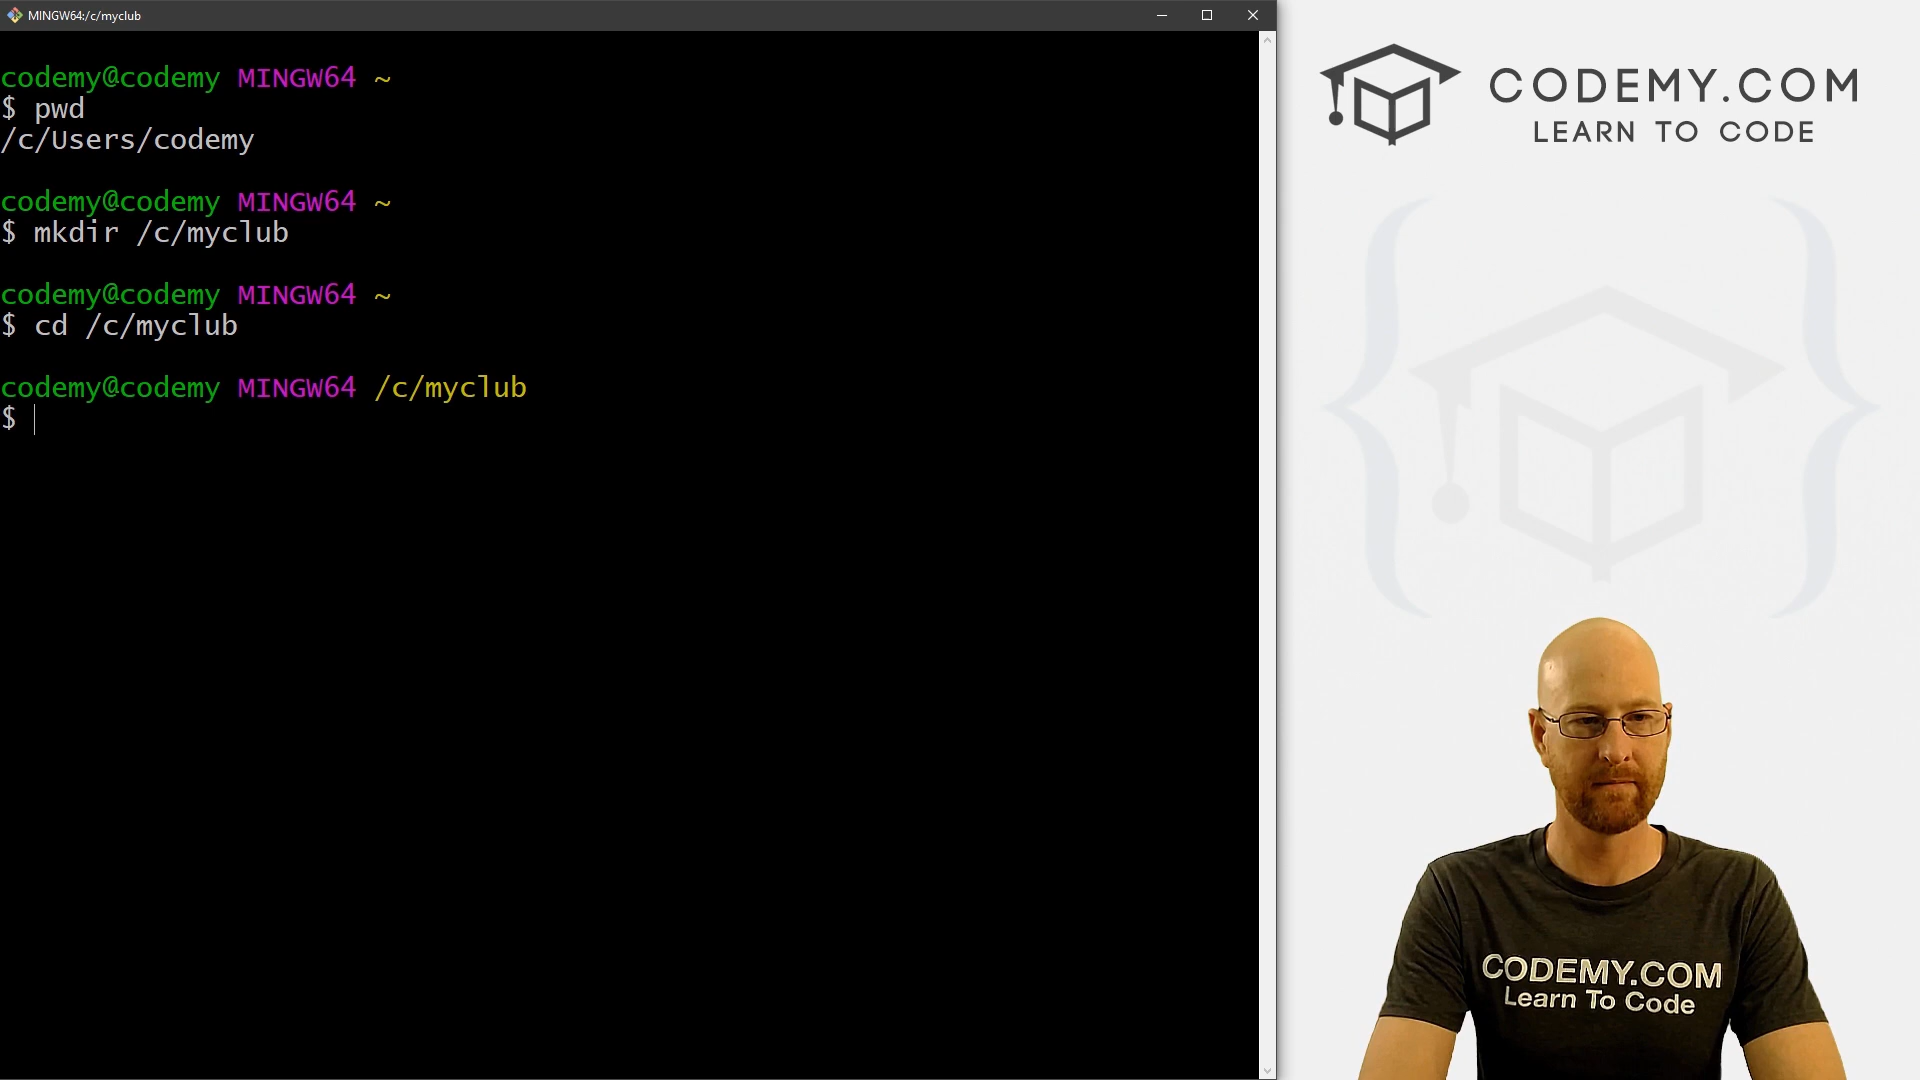 MINGW64:/c/myclub
codemy@codemy MINGW64 ~
$ pwd
/c/Users/codemy
codemy@codemy MINGW64 ~
$ mkdir /c/myclub
codemy@codemy MINGW64 ~
$ cd /c/myclub
codemy@codemy MINGW64 /c/myclub
$
CODEMY.COM
LEARN TO CODE
CODEMY.COM
Learn To Code